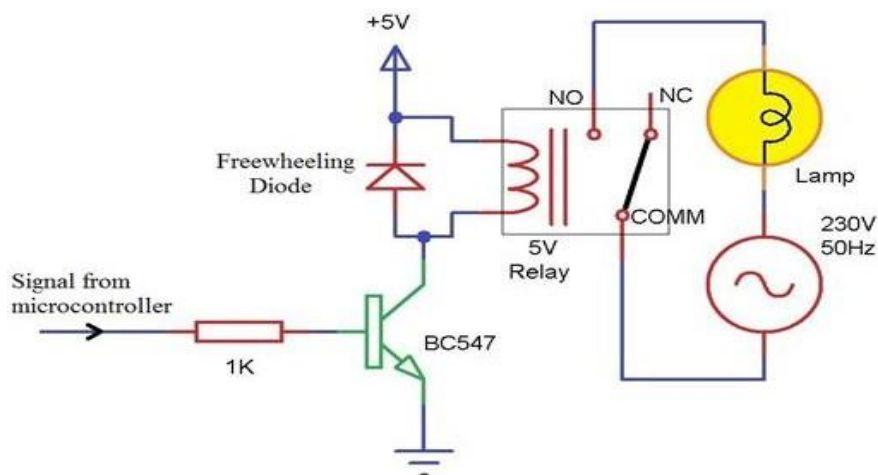 +5V
NO
NC
Freewheeling
Diode
Lamp
COMM
230V
50Hz
5V
Relay
Signal from
microcontroller
BC547
1K